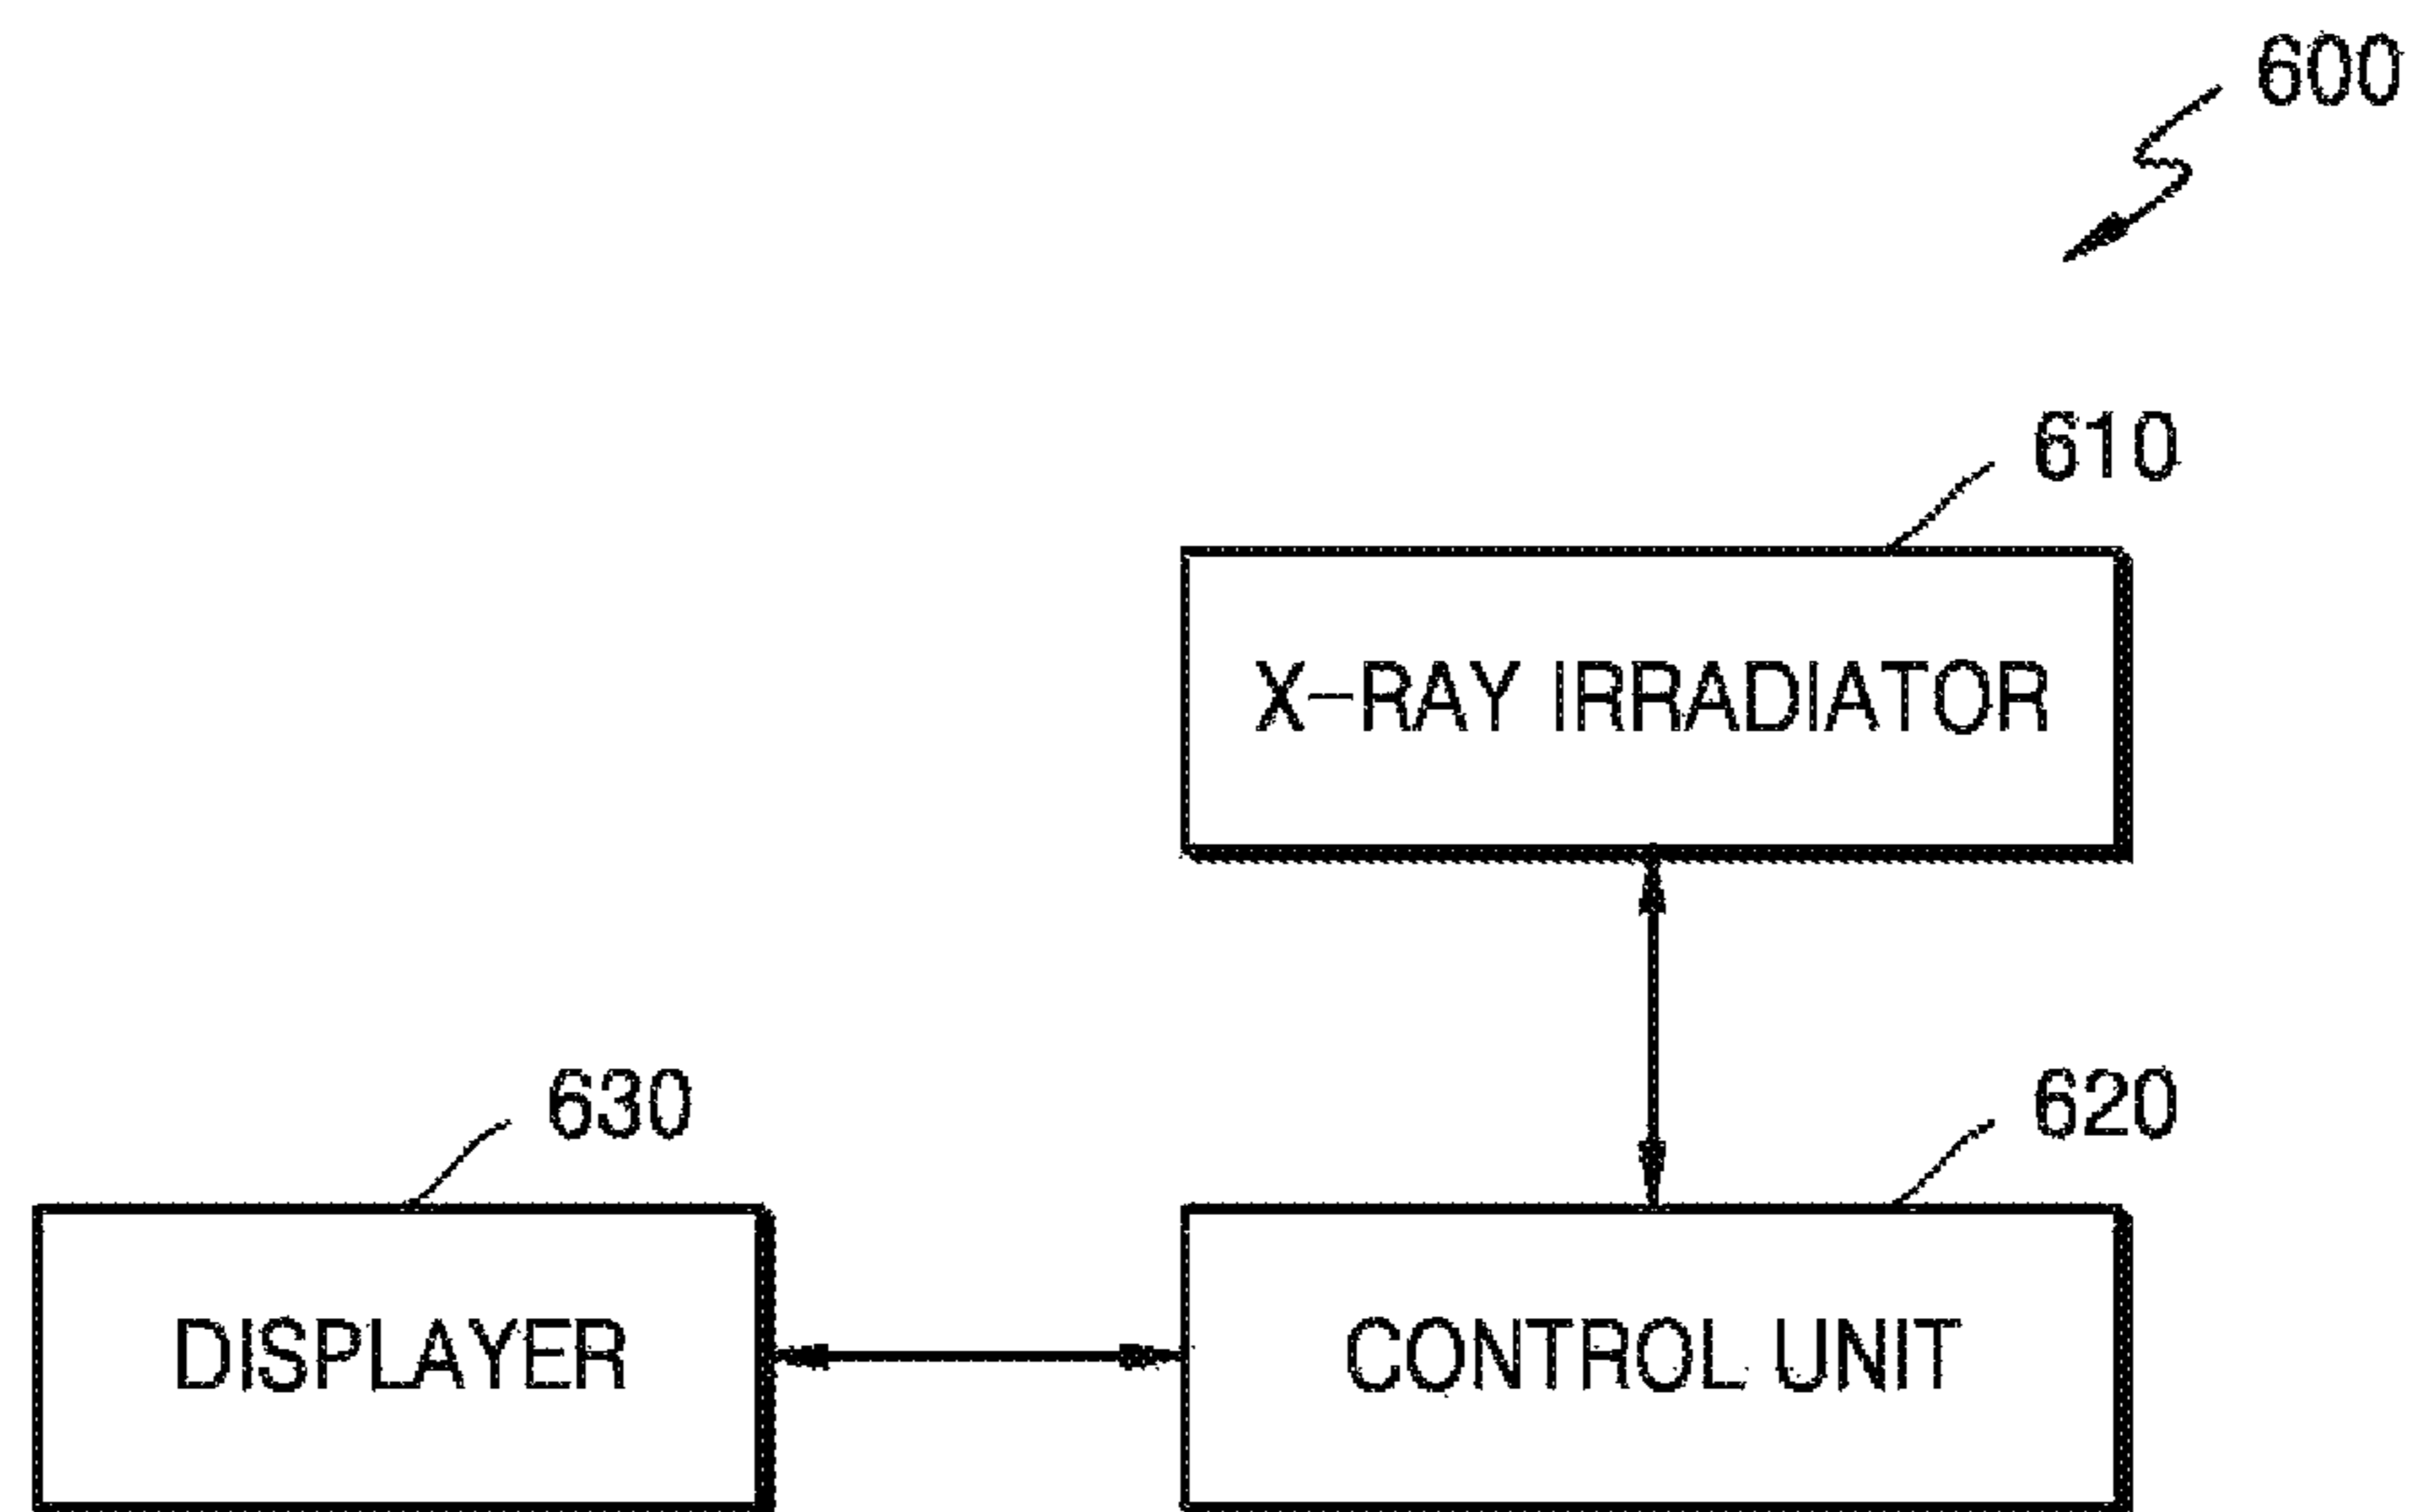 600
610
X-RAY IRRADIATOR
630
620
DISPLAYER
CONTROL UNIT